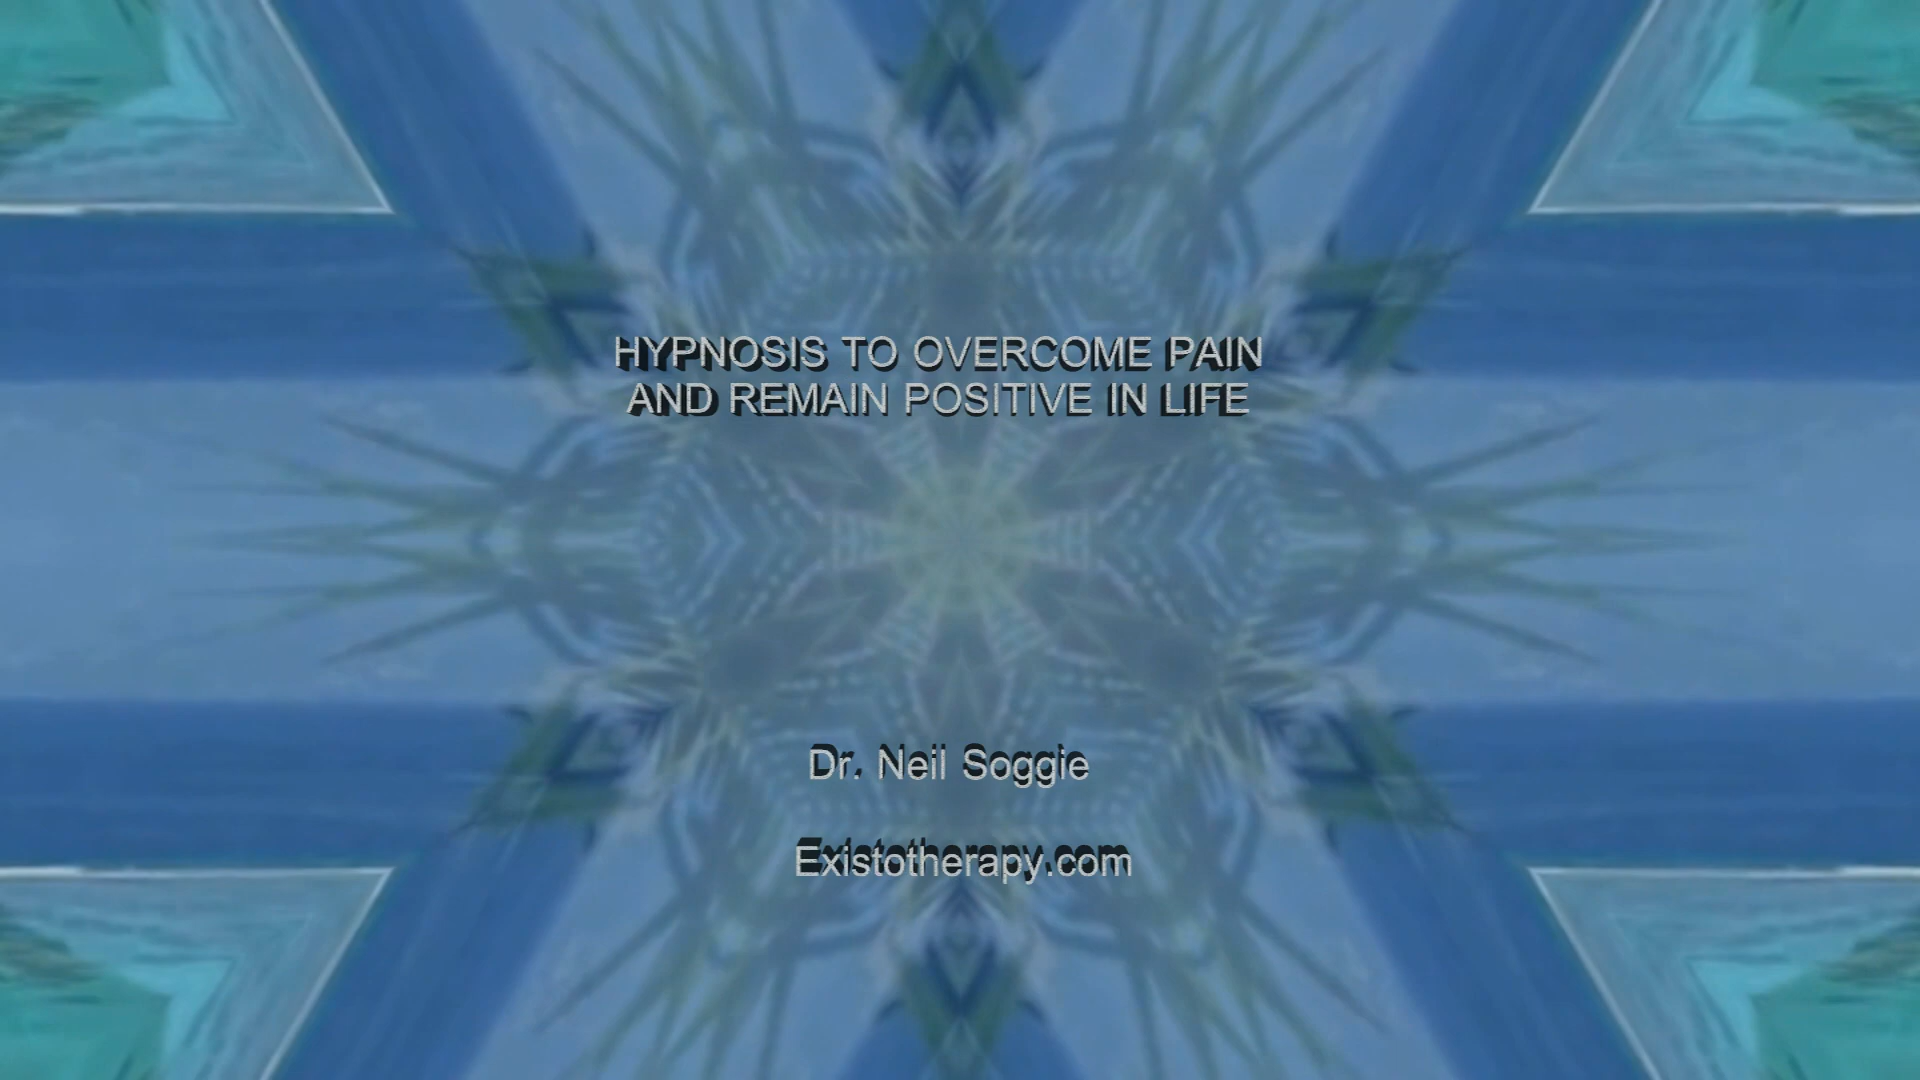 HYPNOSIS TO OVERCOME PAIN
AND REMAIN POSITIVE IN LIFE
Dr. Neil Soggie
Existotherapy.com